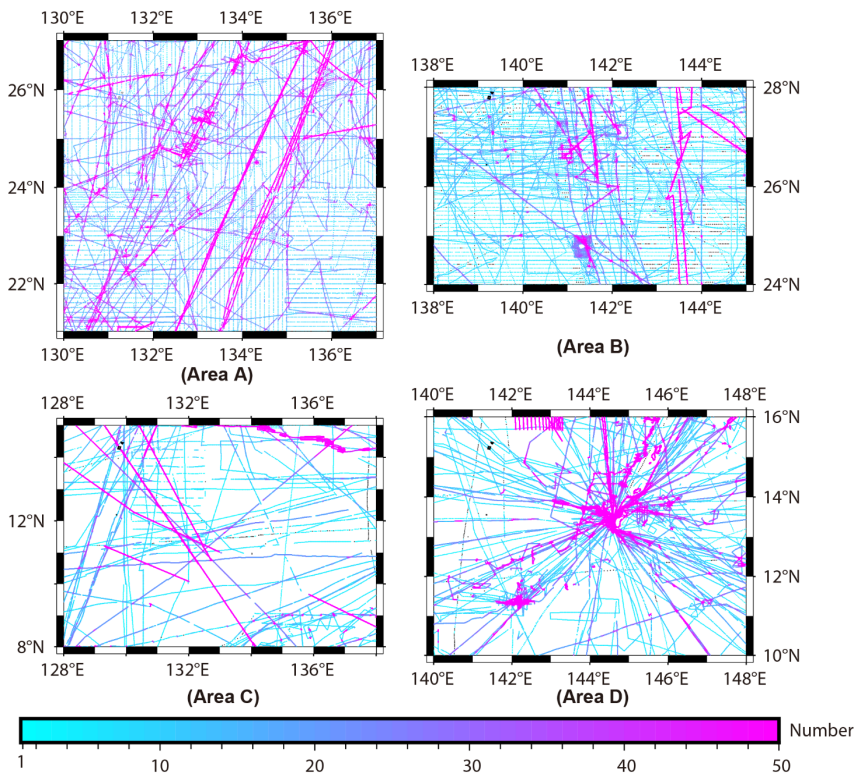 130°E 132°E 134°E 136°E
26°N
24°N
22°N
130°E 132°E 134°E 136°E
(Area A)
138°E 140°E 142°E 144°E
28°N
26°N
24°N
138°E 140°E 142°E 144°E
(Area B)
128°E 132°E 136°E
12°N
8°N
128°E 132°E 136°E
(Area C)
140°E 142°E 144°E 146°E 148°E
16°N
14°N
12°N
10°N
140°E 142°E 144°E 146°E 148°E
(Area D)
Number
1 10 20 30 40 50